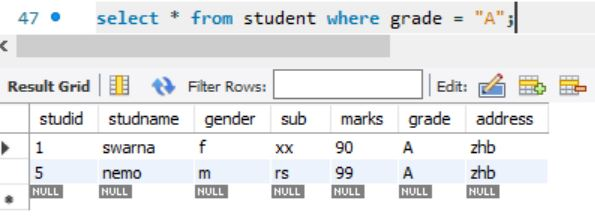 47 select * from student where grade = "A";
Result Grid Filter Rows: Edit:
studid studname gender sub marks grade address
1 swarna f xx 90 A zhb
5 nemo m rs 99 A zhb
NULL NULL NULL NULL NULL NULL NULL